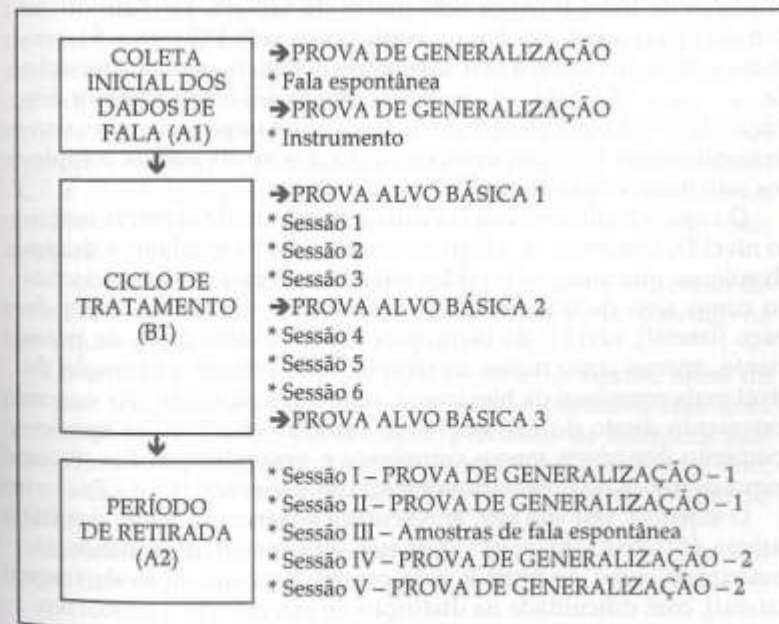 COLETA
INICIAL DOS
DADOS DE
FALA (A1)
➔PROVA DE GENERALIZAÇÃO
* Fala espontânea
➔PROVA DE GENERALIZAÇÃO
* Instrumento
CICLO DE
TRATAMENTO
(B1)
➔PROVA ALVO BÁSICA 1
* Sessão 1
* Sessão 2
* Sessão 3
➔PROVA ALVO BÁSICA 2
* Sessão 4
* Sessão 5
* Sessão 6
➔PROVA ALVO BÁSICA 3
PERÍODO
DE RETIRADA
(A2)
* Sessão I – PROVA DE GENERALIZAÇÃO – 1
* Sessão II – PROVA DE GENERALIZAÇÃO – 1
* Sessão III – Amostras de fala espontânea
* Sessão IV – PROVA DE GENERALIZAÇÃO – 2
* Sessão V – PROVA DE GENERALIZAÇÃO – 2